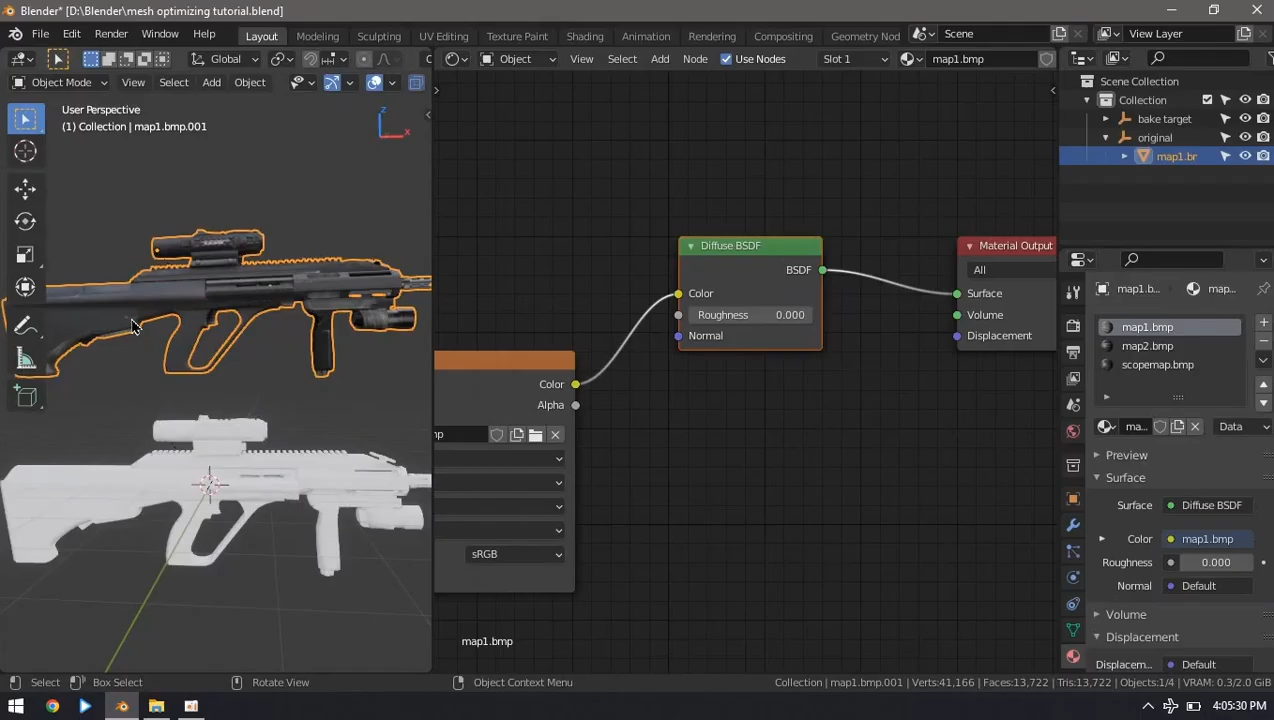 Blender* [D:\Blender\mesh optimizing tutorial.blend]
File Edit Render Window Help Layout Modeling Sculpting UV Editing Texture Paint Shading Animation Rendering Compositing Geometry Nod Scene View Layer
Global Object View Select Add Node Use Nodes Slot 1 map1.bmp
Object Mode View Select Add Object
User Perspective
(1) Collection | map1.bmp.001
Z
X
Diffuse BSDF
BSDF
Color
Roughness 0.000
Normal
Material Output
All
Surface
Volume
Displacement
Color
Alpha
mp
sRGB
map1.bmp
Scene Collection
Collection
bake target
original
map1.br
map1.b... map...
map1.bmp
map2.bmp
scopemap.bmp
ma... Data
Preview
Surface
Surface Diffuse BSDF
Color map1.bmp
Roughness 0.000
Normal Default
Volume
Displacement
Displacem... Default
Select Box Select Rotate View Object Context Menu Collection | map1.bmp.001 | Verts:41,166 | Faces:13,722 | Tris:13,722 | Objects:1/4 | VRAM: 0.3/2.0 GiB
4:05:30 PM